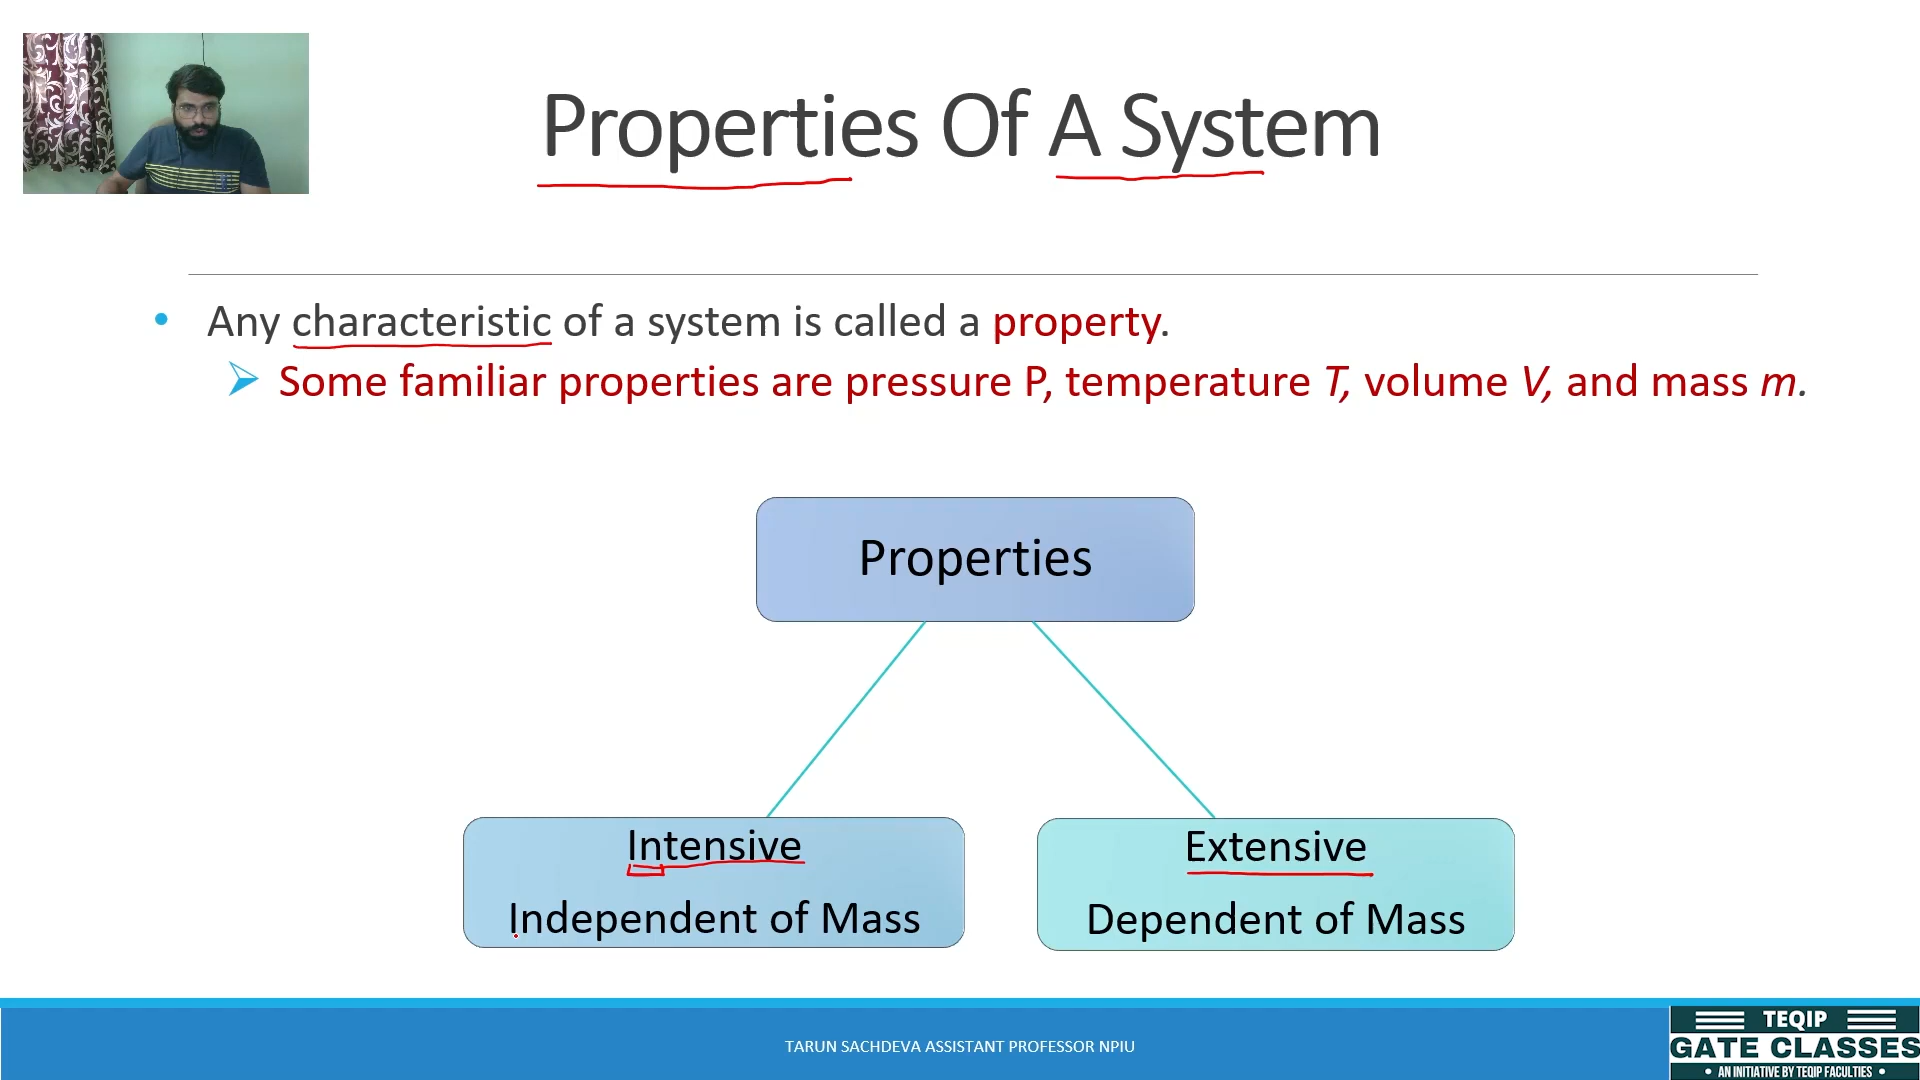 Properties Of A System
• Any characteristic of a system is called a property.
➢ Some familiar properties are pressure P, temperature T, volume V, and mass m.
Properties
Intensive
Independent of Mass
Extensive
Dependent of Mass
TARUN SACHDEVA ASSISTANT PROFESSOR NPIU
TEQIP
GATE CLASSES
• AN INITIATIVE BY TEQIP FACULTIES •